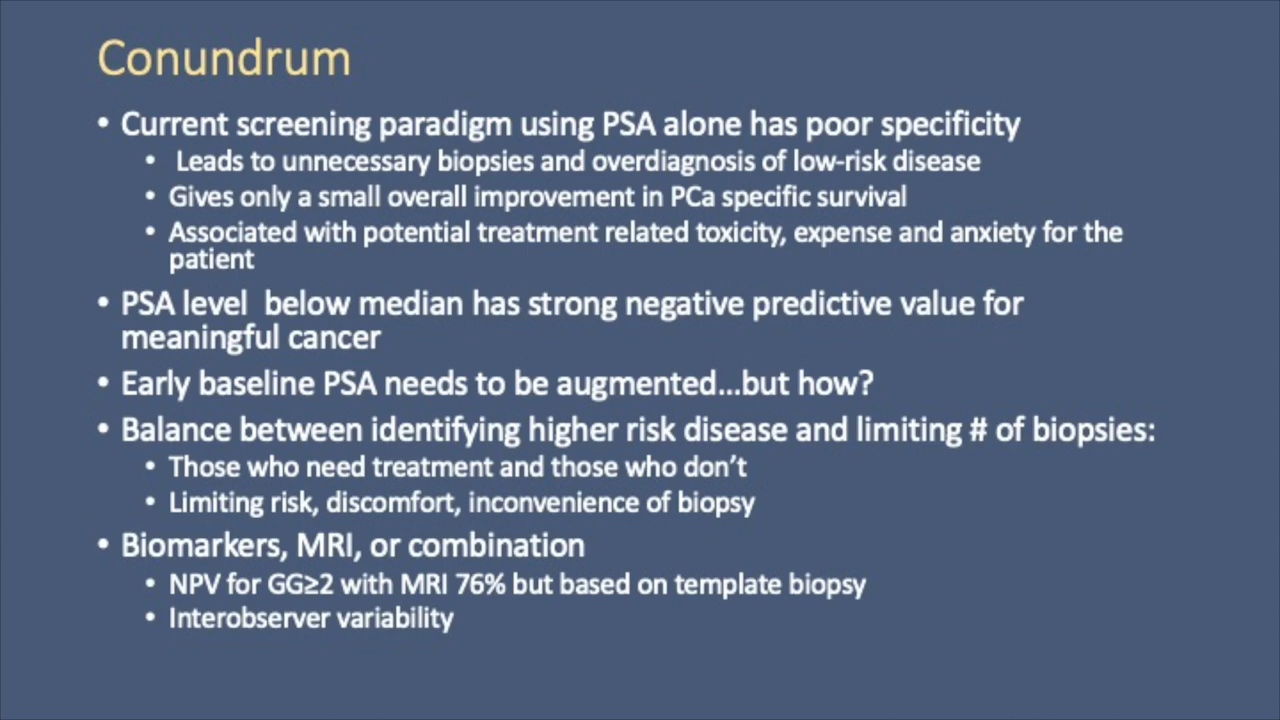 Conundrum
• Current screening paradigm using PSA alone has poor specificity
• Leads to unnecessary biopsies and overdiagnosis of low-risk disease
• Gives only a small overall improvement in PCa specific survival
• Associated with potential treatment related toxicity, expense and anxiety for the
patient
• PSA level  below median has strong negative predictive value for
meaningful cancer
• Early baseline PSA needs to be augmented...but how?
• Balance between identifying higher risk disease and limiting # of biopsies:
• Those who need treatment and those who don’t
• Limiting risk, discomfort, inconvenience of biopsy
• Biomarkers, MRI, or combination
• NPV for GG≥2 with MRI 76% but based on template biopsy
• Interobserver variability